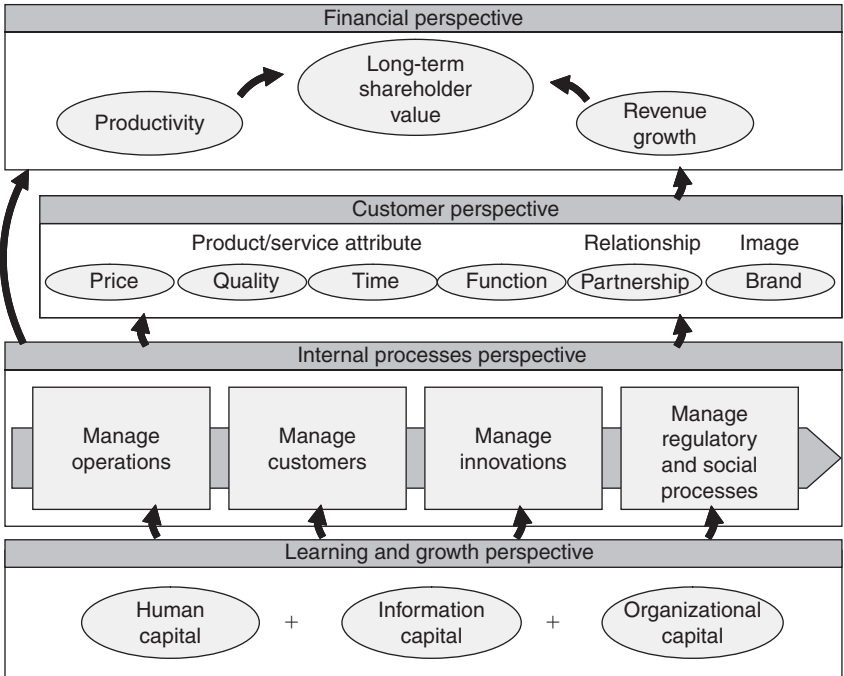 Financial perspective
Long-term
shareholder
value
Productivity
Revenue
growth
Customer perspective
Product/service attribute
Relationship
Image
Price
Quality
Time
Function
Partnership
Brand
Internal processes perspective
Manage
operations
Manage
customers
Manage
innovations
Manage
regulatory
and social
processes
Learning and growth perspective
Human
capital
+
Information
capital
+
Organizational
capital